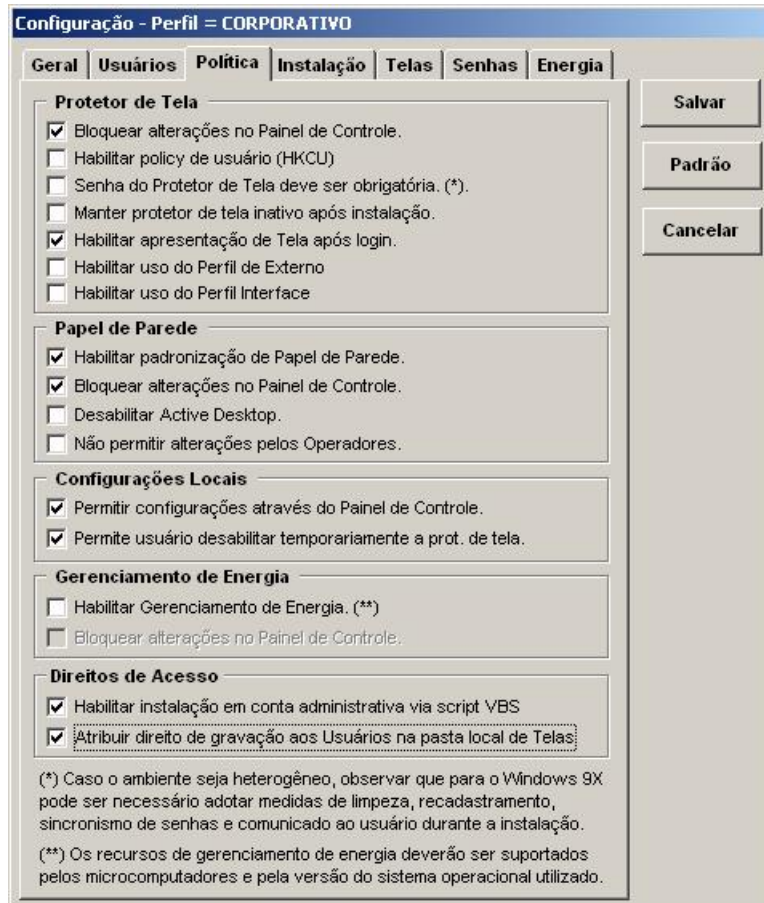 Configuração - Perfil = CORPORATIVO
Geral Usuários Política Instalação Telas Senhas Energia
Protetor de Tela
Bloquear alterações no Painel de Controle.
Habilitar policy de usuário (HKCU)
Senha do Protetor de Tela deve ser obrigatória. (*).
Manter protetor de tela inativo após instalação.
Habilitar apresentação de Tela após login.
Habilitar uso do Perfil de Externo
Habilitar uso do Perfil Interface
Salvar
Padrão
Cancelar
Papel de Parede
Habilitar padronização de Papel de Parede.
Bloquear alterações no Painel de Controle.
Desabilitar Active Desktop.
Não permitir alterações pelos Operadores.
Configurações Locais
Permitir configurações através do Painel de Controle.
Permite usuário desabilitar temporariamente a prot. de tela.
Gerenciamento de Energia
Habilitar Gerenciamento de Energia. (**)
Bloquear alterações no Painel de Controle.
Direitos de Acesso
Habilitar instalação em conta administrativa via script VBS
Atribuir direito de gravação aos Usuários na pasta local de Telas
(*) Caso o ambiente seja heterogêneo, observar que para o Windows 9X
pode ser necessário adotar medidas de limpeza, recadastramento,
sincronismo de senhas e comunicado ao usuário durante a instalação.
(**) Os recursos de gerenciamento de energia deverão ser suportados
pelos microcomputadores e pela versão do sistema operacional utilizado.